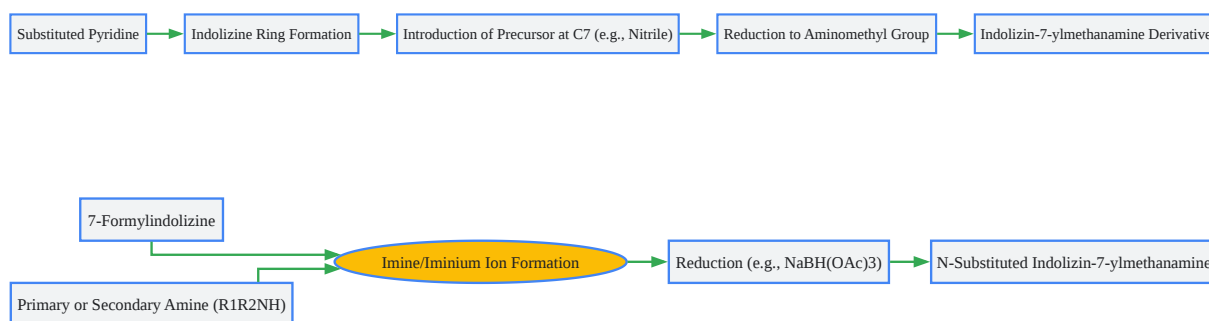 Substituted Pyridine
Indolizine Ring Formation
Introduction of Precursor at C7 (e.g., Nitrile)
Reduction to Aminomethyl Group
Indolizin-7-ylmethanamine Derivative
7-Formylindolizine
Imine/Iminium Ion Formation
Reduction (e.g., NaBH(OAc)3)
N-Substituted Indolizin-7-ylmethanamine
Primary or Secondary Amine (R1R2NH)